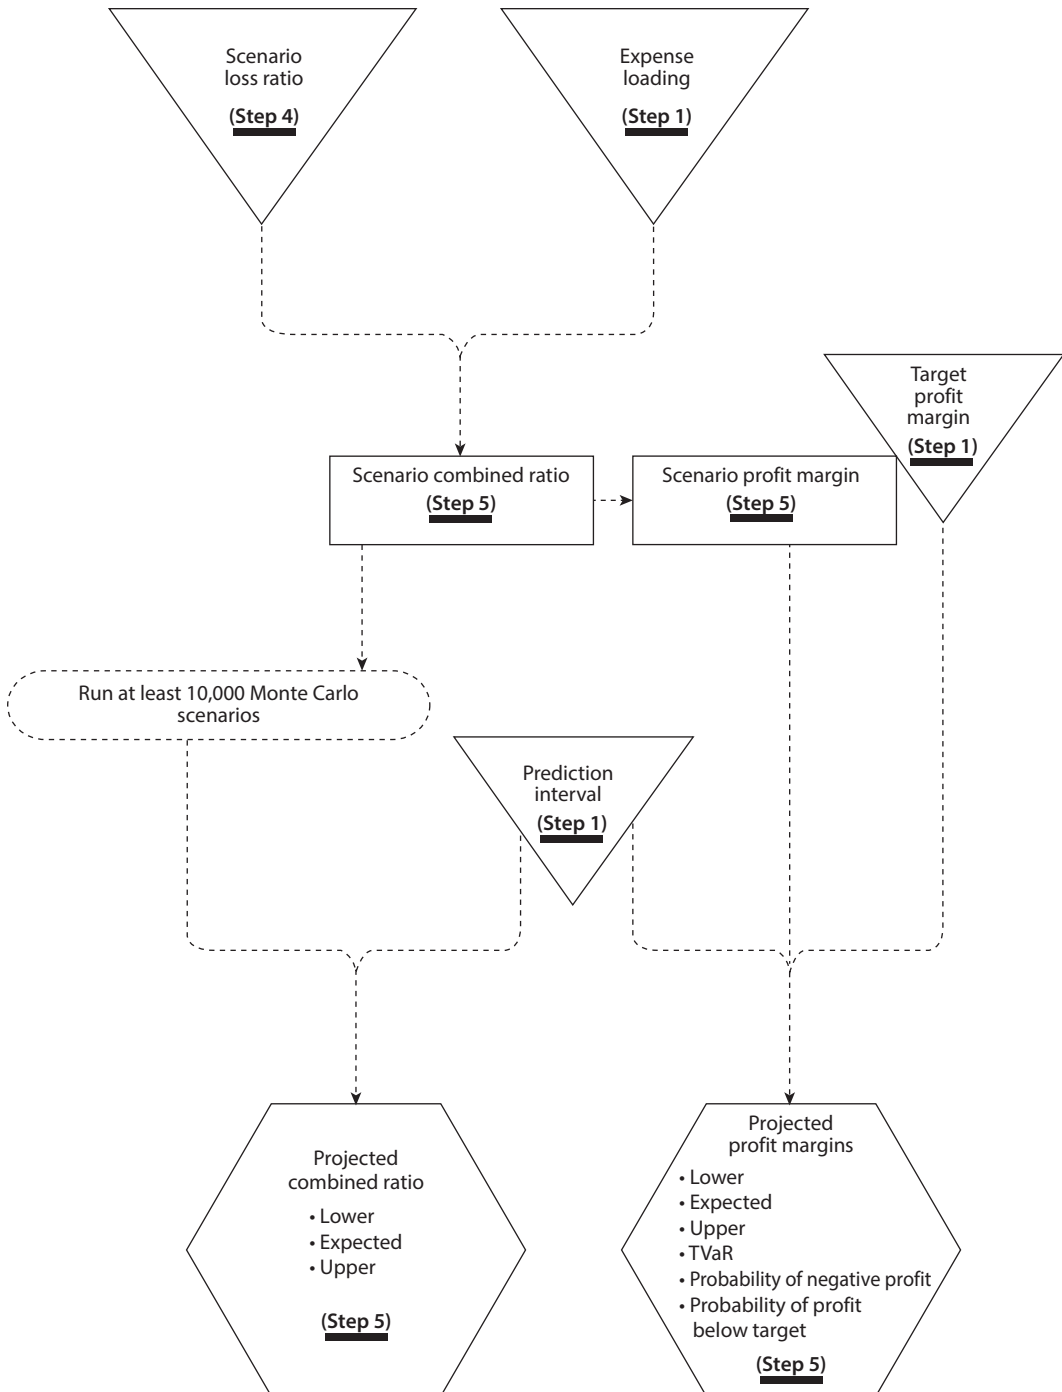 Scenario
loss ratio
(Step 4)
Expense
loading
(Step 1)
Target
profit
margin
(Step 1)
Scenario combined ratio
(Step 5)
Scenario profit margin
(Step 5)
Run at least 10,000 Monte Carlo
scenarios
Prediction
interval
(Step 1)
Projected
combined ratio
• Lower
• Expected
• Upper
(Step 5)
Projected
profit margins
• Lower
• Expected
• Upper
• TVaR
• Probability of negative profit
• Probability of profit
below target
(Step 5)